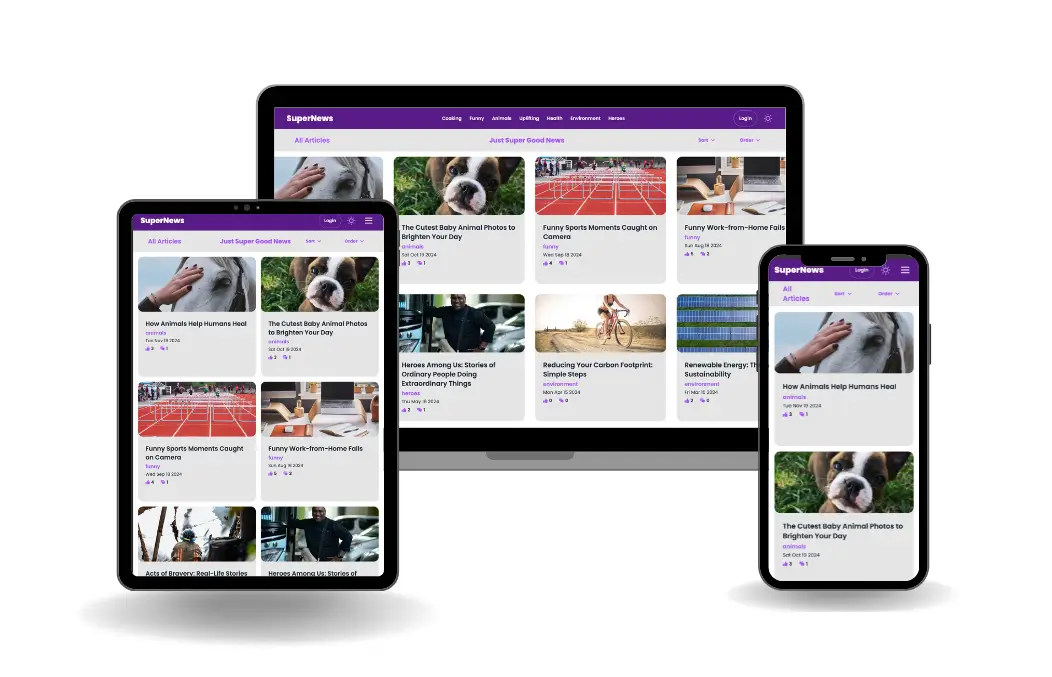 SuperNews
Cooking Funny Animals Uplifting Health Environment Heroes
Login
All Articles
Just Super Good News
Sort
Order
The Cutest Baby Animal Photos to
Brighten Your Day
animals
Sat Oct 19 2024
3 1
Funny Sports Moments Caught on
Camera
funny
Wed Sep 18 2024
4 1
Funny Work-from-Home Fails
funny
Sun Aug 18 2024
5 2
Heroes Among Us: Stories of
Ordinary People Doing
Extraordinary Things
heroes
Thu May 16 2024
2 1
Reducing Your Carbon Footprint:
Simple Steps
environment
Mon Apr 15 2024
0 0
Renewable Energy:
Sustainability
environment
Fri Mar 15 2024
2 0
SuperNews
Login
All Articles
Just Super Good News
Sort
Order
How Animals Help Humans Heal
animals
Tue Nov 19 2024
3 1
The Cutest Baby Animal Photos
to Brighten Your Day
animals
Sat Oct 19 2024
3 1
Funny Sports Moments Caught
on Camera
funny
Wed Sep 18 2024
4 1
Funny Work-from-Home Fails
funny
Sun Aug 18 2024
5 2
Acts of Bravery: Real-Life Stories
Heroes Among Us: Stories of
SuperNews
Login
All
Articles
Sort
Order
How Animals Help Humans Heal
animals
Tue Nov 19 2024
3 1
The Cutest Baby Animal Photos to
Brighten Your Day
animals
Sat Oct 19 2024
3 1